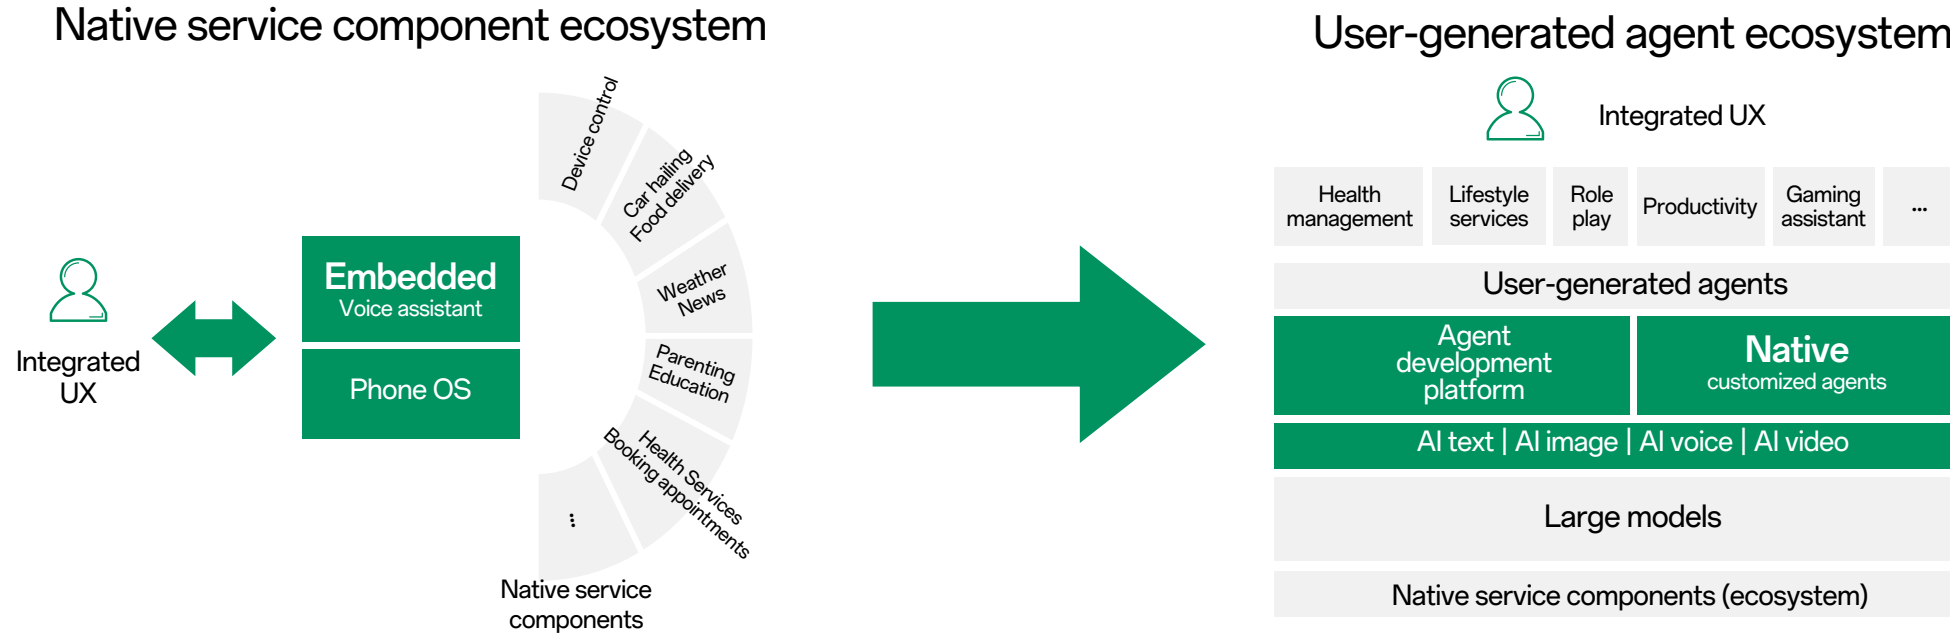 Native service component ecosystem
Integrated
UX
Embedded
Voice assistant
Phone OS
Device control
Car hailing
Food delivery
Weather
News
Parenting
Education
Health Services
Booking appointments
...
Native service
components
User-generated agent ecosystem
Integrated UX
Health
management
Lifestyle
services
Role
play
Productivity
Gaming
assistant
...
User-generated agents
Agent
development
platform
Native
customized agents
AI text | AI image | AI voice | AI video
Large models
Native service components (ecosystem)